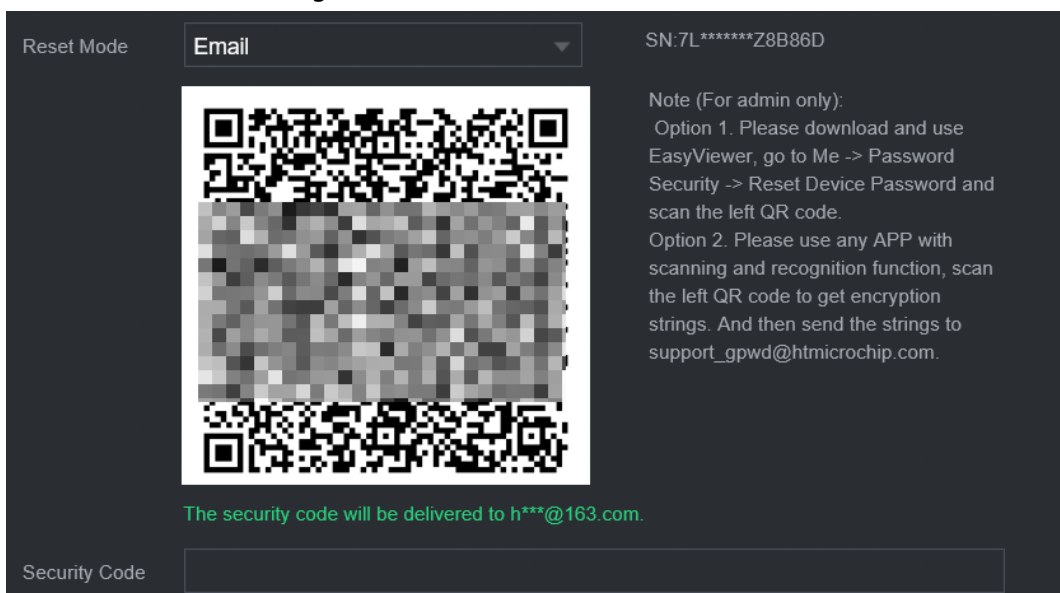 Reset Mode
Email
SN:7L*******Z8B86D
Note (For admin only):
Option 1. Please download and use
EasyViewer, go to Me -> Password
Security -> Reset Device Password and
scan the left QR code.
Option 2. Please use any APP with
scanning and recognition function, scan
the left QR code to get encryption
strings. And then send the strings to
support_gpwd@htmicrochip.com.
The security code will be delivered to h***@163.com.
Security Code